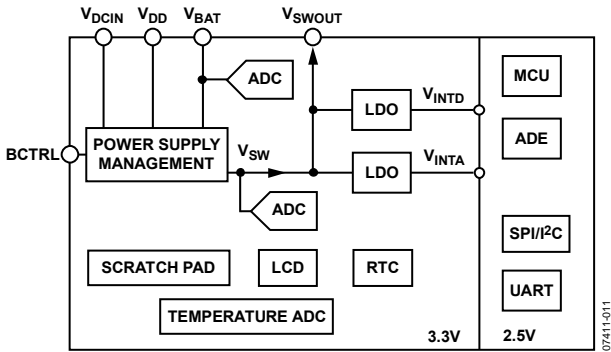 VDCIN VDD VBAT VSWOUT
ADC
MCU
LDO
VINTD
ADE
BCTRL
POWER SUPPLY
MANAGEMENT
VSW
LDO
VINTA
ADC
SPI/I2C
SCRATCH PAD
LCD
RTC
UART
TEMPERATURE ADC
3.3V
2.5V
07411-011